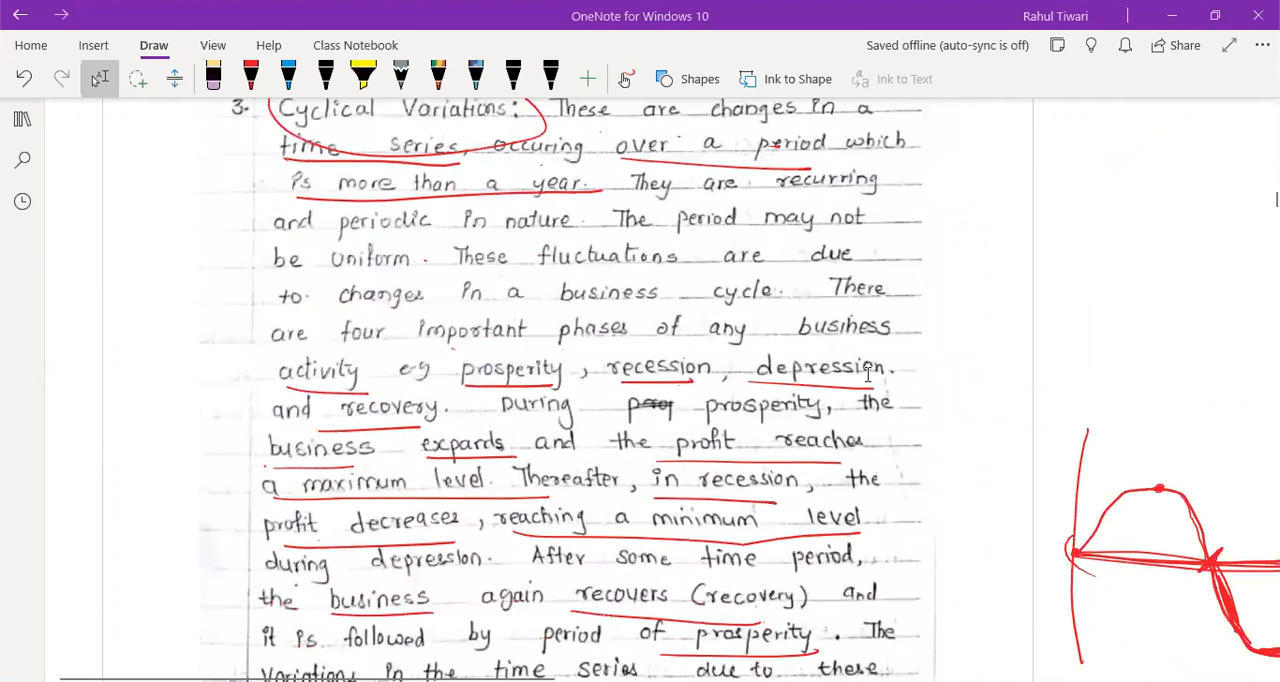 OneNote for Windows 10
Rahul Tiwari
Home Insert Draw View Help Class Notebook
Saved offline (auto-sync is off)
Share
Shapes
Ink to Shape
Ink to Text
3. Cyclical Variations: These are changes in a
time series, occuring over a period which
is more than a year. They are recurring
and periodic in nature. The period may not
be uniform. These fluctuations are due
to changes in a business cycle. There
are four important phases of any business
activity eg prosperity, recession, depression.
and recovery. During prosperity, the
business expands and the profit reaches
a maximum level. Thereafter, in recession, the
profit decreases, reaching a minimum level
during depression. After some time period,
the business again recovers (recovery) and
it is followed by period of prosperity. The
variations in the time series due to these